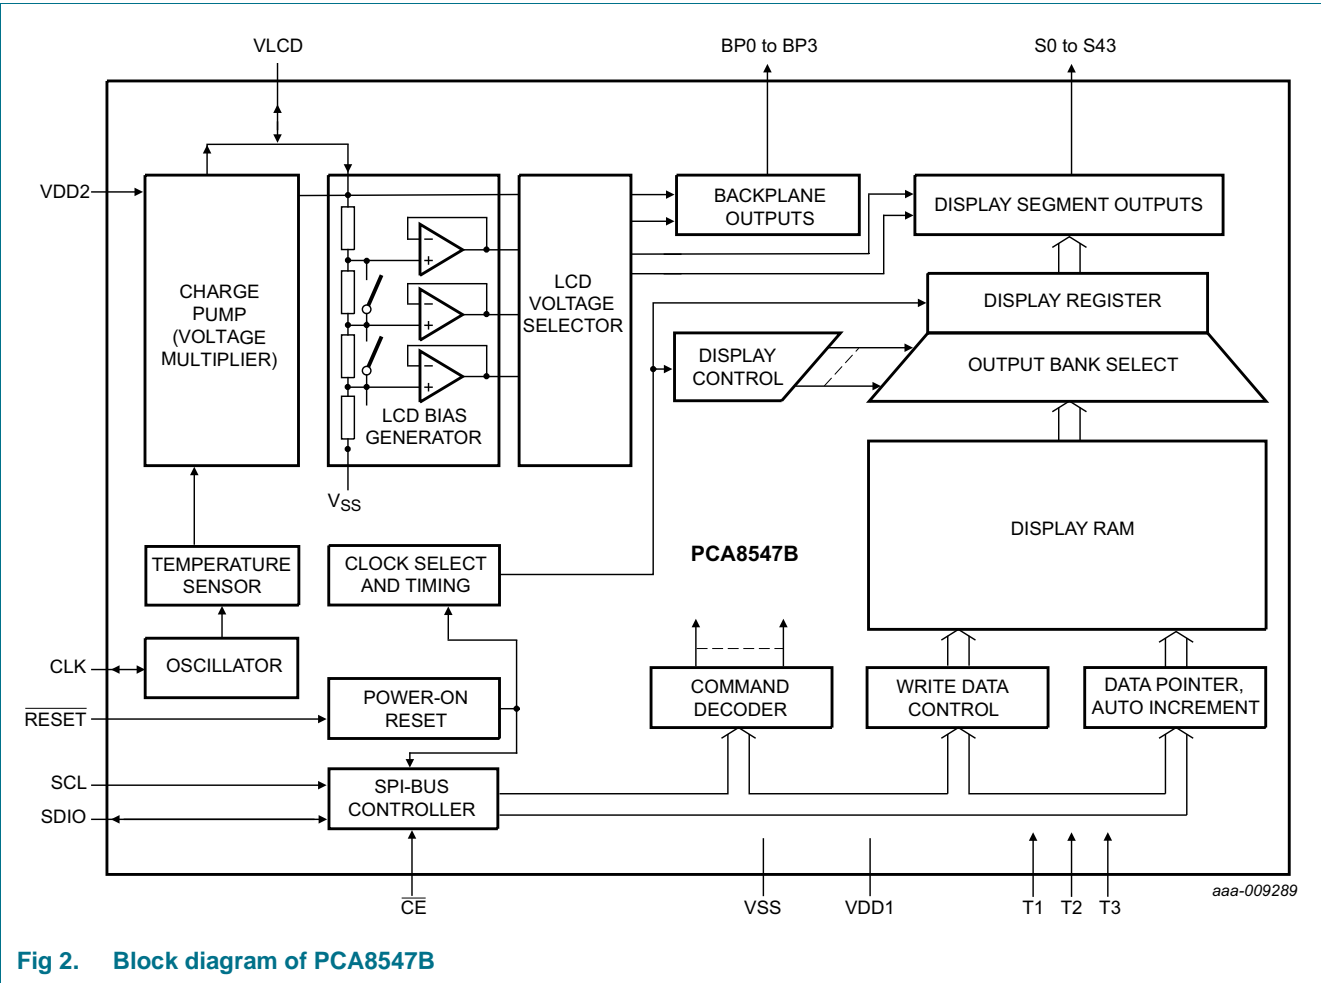 VLCD
BP0 to BP3
S0 to S43
VDD2
BACKPLANE
OUTPUTS
DISPLAY SEGMENT OUTPUTS
CHARGE
PUMP
(VOLTAGE
MULTIPLIER)
LCD
VOLTAGE
SELECTOR
DISPLAY REGISTER
DISPLAY
CONTROL
OUTPUT BANK SELECT
LCD BIAS
GENERATOR
VSS
DISPLAY RAM
PCA8547B
TEMPERATURE
SENSOR
CLOCK SELECT
AND TIMING
CLK
OSCILLATOR
POWER-ON
RESET
RESET
COMMAND
DECODER
WRITE DATA
CONTROL
DATA POINTER,
AUTO INCREMENT
SCL
SDIO
SPI-BUS
CONTROLLER
CE
VSS
VDD1
T1
T2
T3
aaa-009289
Fig 2. Block diagram of PCA8547B